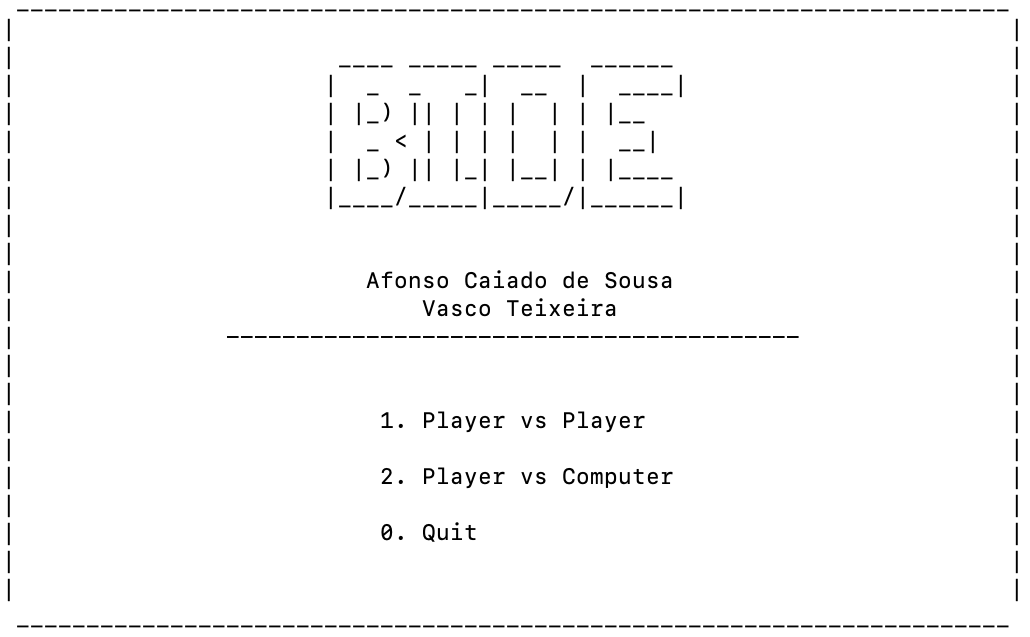 BIDE
Afonso Caiado de Sousa
Vasco Teixeira
1. Player vs Player
2. Player vs Computer
0. Quit